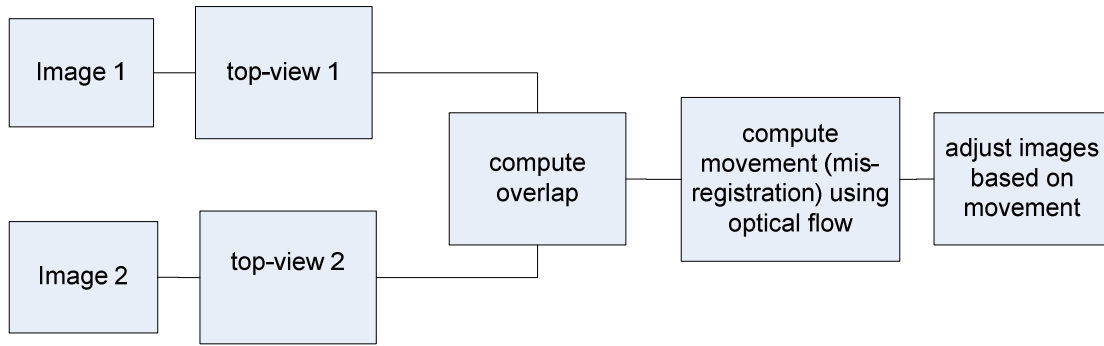 Image 1
top-view 1
Image 2
top-view 2
compute
overlap
compute
movement (mis-
registration) using
optical flow
adjust images
based on
movement